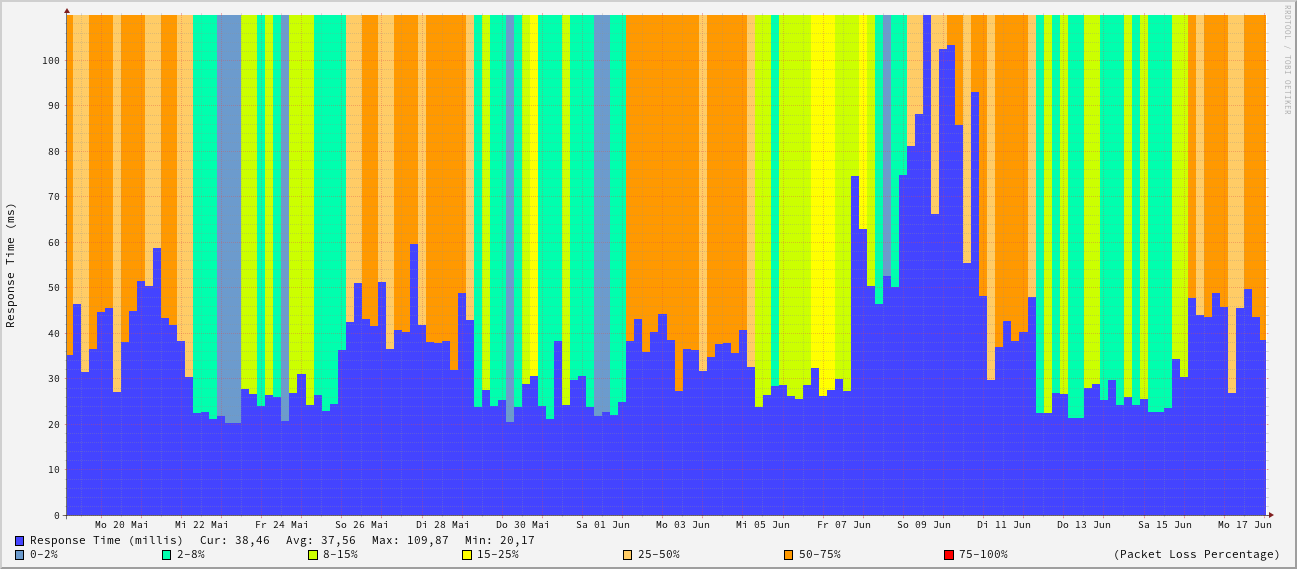 RRDTOOL / TOBI OETIKER
Response Time (ms)
100
90
80
70
60
50
40
30
20
10
0
Mo 20 Mai Mi 22 Mai Fr 24 Mai So 26 Mai Di 28 Mai Do 30 Mai Sa 01 Jun Mo 03 Jun Mi 05 Jun Fr 07 Jun So 09 Jun Di 11 Jun Do 13 Jun Sa 15 Jun Mo 17 Jun
Response Time (millis) Cur: 38,46 Avg: 37,56 Max: 109,87 Min: 20,17
0-2% 2-8% 8-15% 15-25% 25-50% 50-75% 75-100% (Packet Loss Percentage)